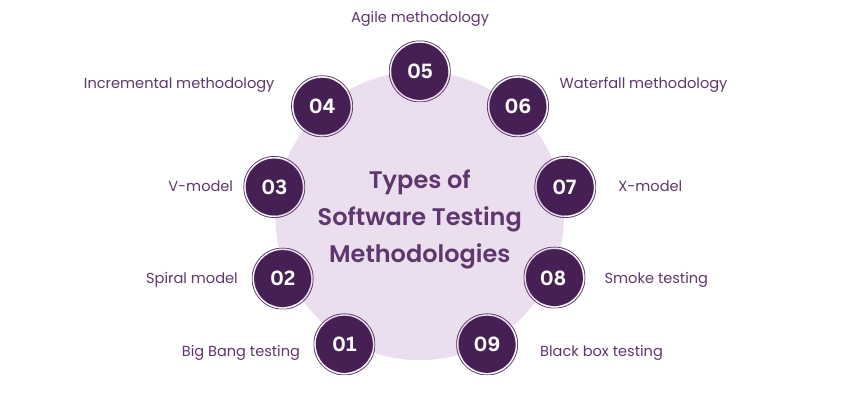 Agile methodology
05
Incremental methodology
04
06
Waterfall methodology
V-model
03
Types of
Software Testing
Methodologies
07
X-model
Spiral model
02
08
Smoke testing
Big Bang testing
01
09
Black box testing